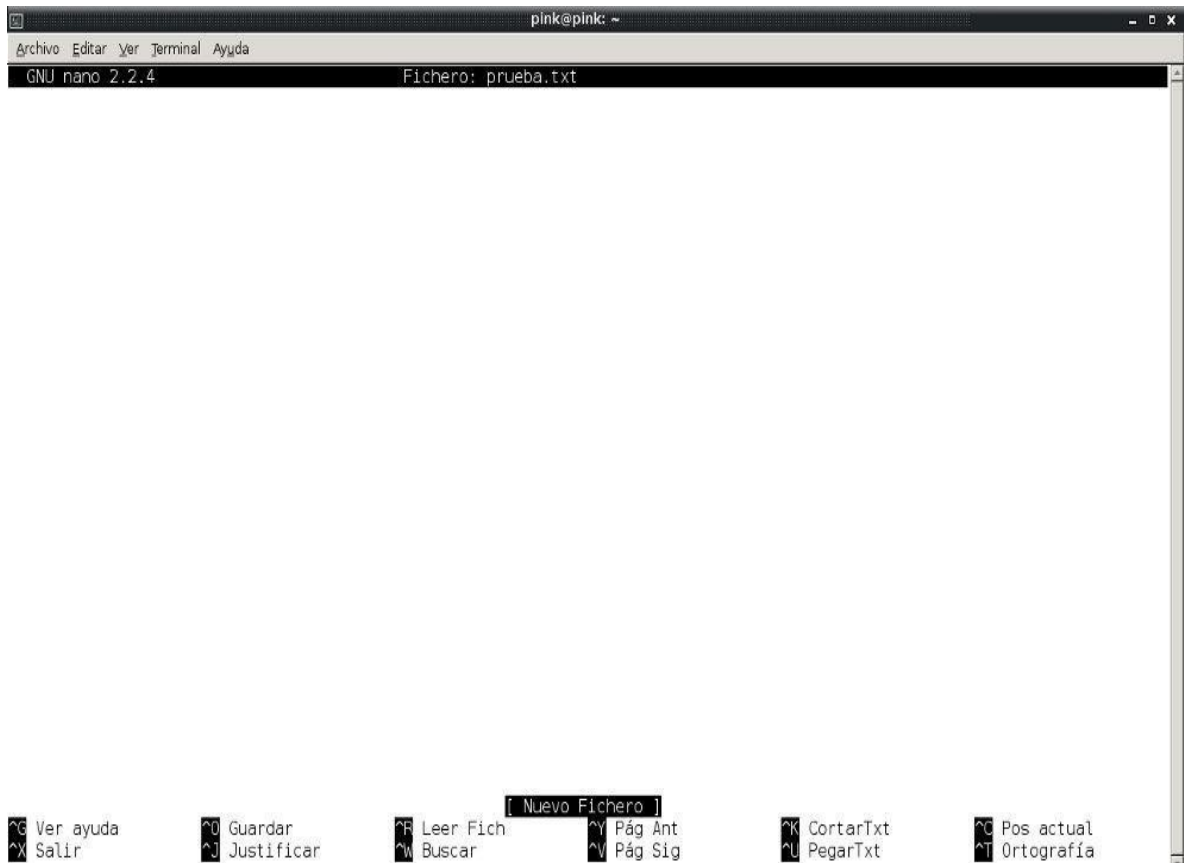 pink@pink: ~
Archivo Editar Ver Terminal Ayuda
GNU nano 2.2.4 Fichero: prueba.txt
[ Nuevo Fichero ]
^G Ver ayuda ^O Guardar ^R Leer Fich ^Y Pág Ant ^K CortarTxt ^C Pos actual
^X Salir ^J Justificar ^W Buscar ^V Pág Sig ^U PegarTxt ^T Ortografía